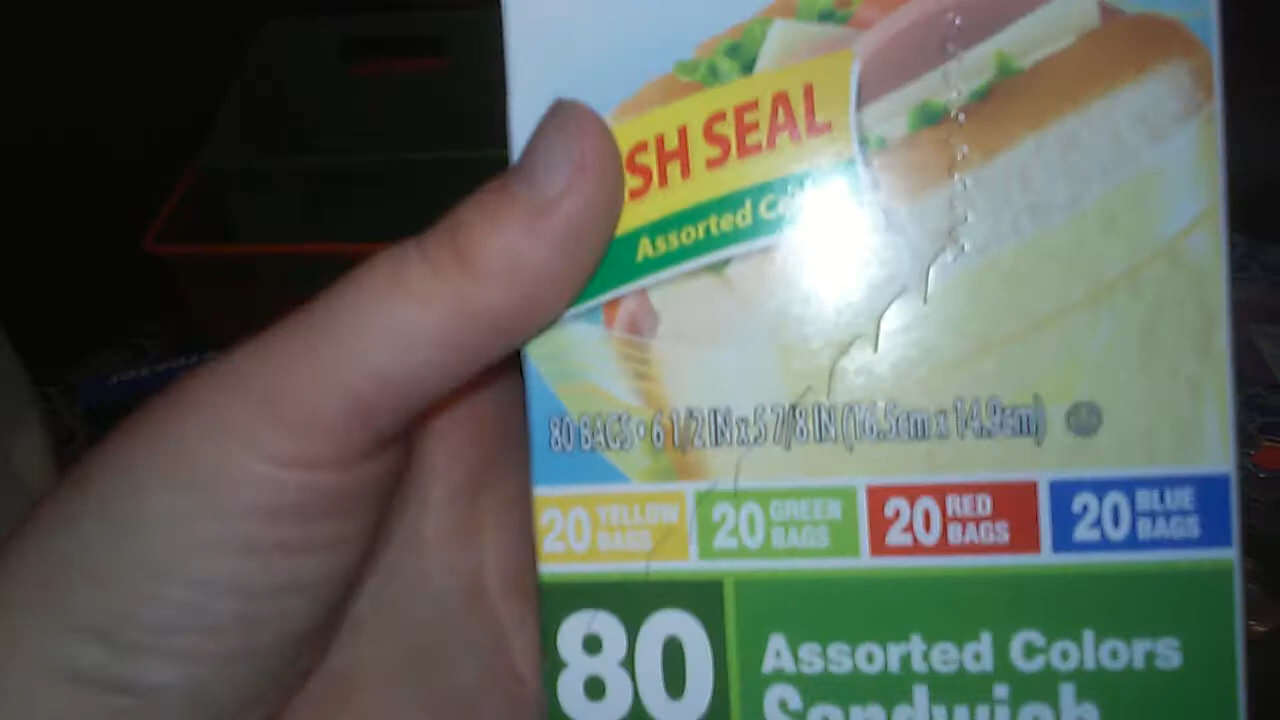 SH SEAL
Assorted
80 BAGS • 6 1/2 IN x 5 7/8 IN (16.5cm x 14.9cm)
20 YELLOW BAGS
20 GREEN BAGS
20 RED BAGS
20 BLUE BAGS
80
Assorted Colors
Sandwich